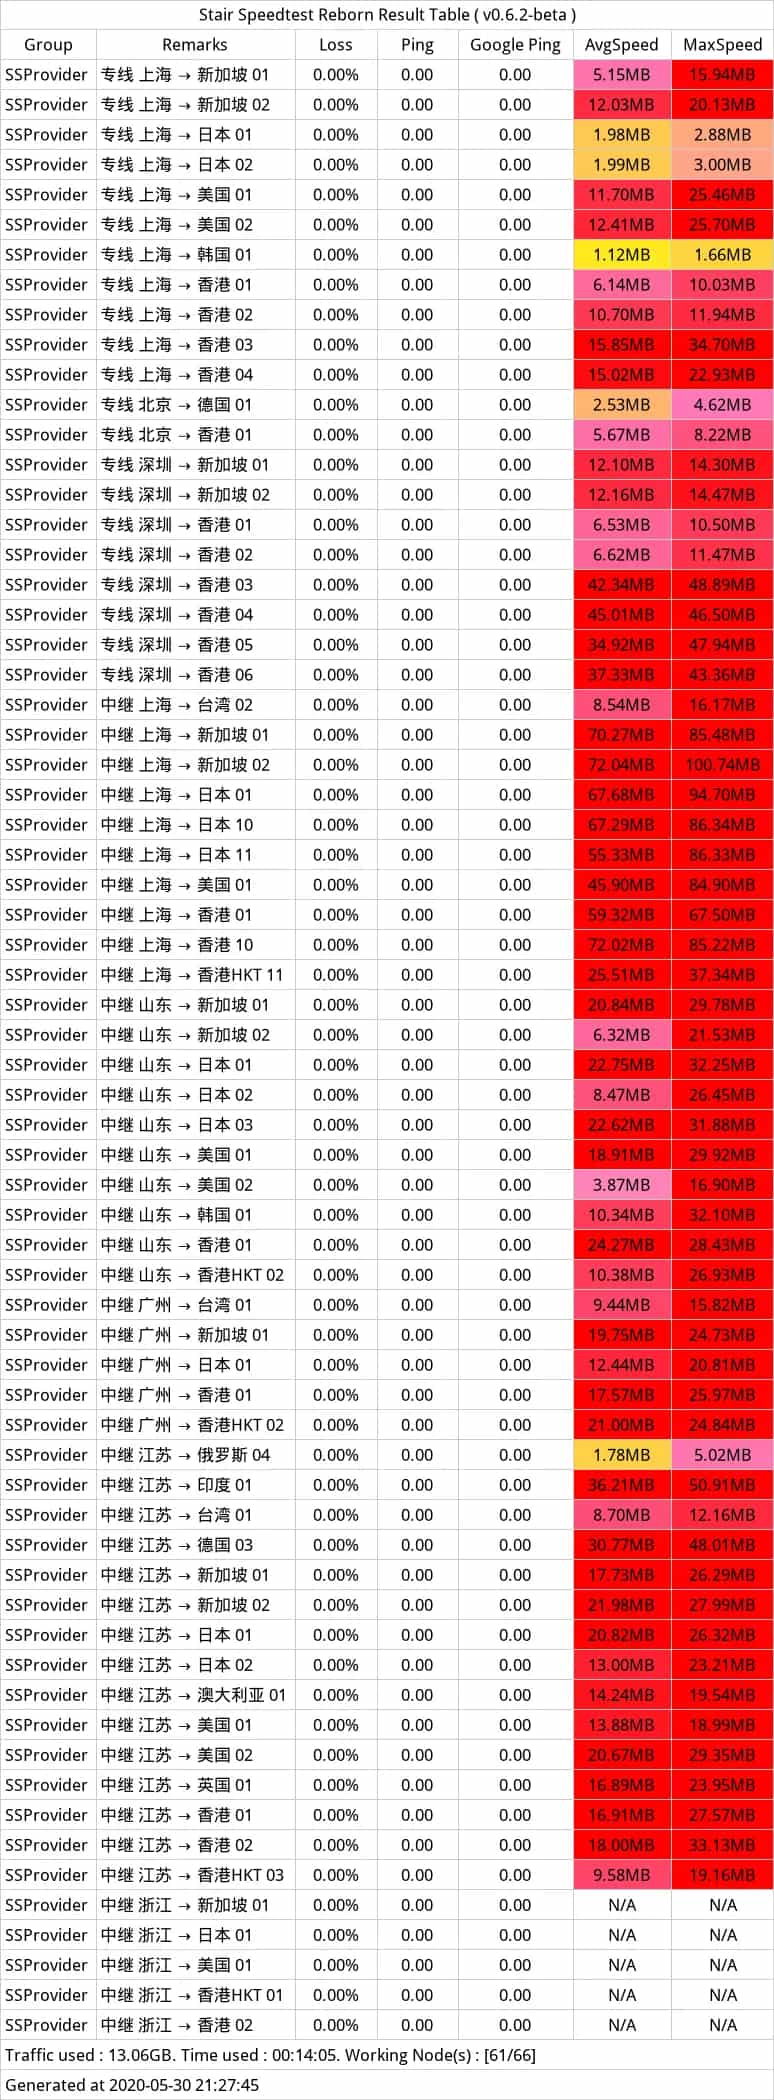 Stair Speedtest Reborn Result Table ( v0.6.2-beta )
Group Remarks Loss Ping Google Ping AvgSpeed MaxSpeed
SSProvider 专线 上海 → 新加坡 01 0.00% 0.00 0.00 5.15MB 15.94MB
SSProvider 专线 上海 → 新加坡 02 0.00% 0.00 0.00 12.03MB 20.13MB
SSProvider 专线 上海 → 日本 01 0.00% 0.00 0.00 1.98MB 2.88MB
SSProvider 专线 上海 → 日本 02 0.00% 0.00 0.00 1.99MB 3.00MB
SSProvider 专线 上海 → 美国 01 0.00% 0.00 0.00 11.70MB 25.46MB
SSProvider 专线 上海 → 美国 02 0.00% 0.00 0.00 12.41MB 25.70MB
SSProvider 专线 上海 → 韩国 01 0.00% 0.00 0.00 1.12MB 1.66MB
SSProvider 专线 上海 → 香港 01 0.00% 0.00 0.00 6.14MB 10.03MB
SSProvider 专线 上海 → 香港 02 0.00% 0.00 0.00 10.70MB 11.94MB
SSProvider 专线 上海 → 香港 03 0.00% 0.00 0.00 15.85MB 34.70MB
SSProvider 专线 上海 → 香港 04 0.00% 0.00 0.00 15.02MB 22.93MB
SSProvider 专线 北京 → 德国 01 0.00% 0.00 0.00 2.53MB 4.62MB
SSProvider 专线 北京 → 香港 01 0.00% 0.00 0.00 5.67MB 8.22MB
SSProvider 专线 深圳 → 新加坡 01 0.00% 0.00 0.00 12.10MB 14.30MB
SSProvider 专线 深圳 → 新加坡 02 0.00% 0.00 0.00 12.16MB 14.47MB
SSProvider 专线 深圳 → 香港 01 0.00% 0.00 0.00 6.53MB 10.50MB
SSProvider 专线 深圳 → 香港 02 0.00% 0.00 0.00 6.62MB 11.47MB
SSProvider 专线 深圳 → 香港 03 0.00% 0.00 0.00 42.34MB 48.89MB
SSProvider 专线 深圳 → 香港 04 0.00% 0.00 0.00 45.01MB 46.50MB
SSProvider 专线 深圳 → 香港 05 0.00% 0.00 0.00 34.92MB 47.94MB
SSProvider 专线 深圳 → 香港 06 0.00% 0.00 0.00 37.33MB 43.36MB
SSProvider 中继 上海 → 台湾 02 0.00% 0.00 0.00 8.54MB 16.17MB
SSProvider 中继 上海 → 新加坡 01 0.00% 0.00 0.00 70.27MB 85.48MB
SSProvider 中继 上海 → 新加坡 02 0.00% 0.00 0.00 72.04MB 100.74MB
SSProvider 中继 上海 → 日本 01 0.00% 0.00 0.00 67.68MB 94.70MB
SSProvider 中继 上海 → 日本 10 0.00% 0.00 0.00 67.29MB 86.34MB
SSProvider 中继 上海 → 日本 11 0.00% 0.00 0.00 55.33MB 86.33MB
SSProvider 中继 上海 → 美国 01 0.00% 0.00 0.00 45.90MB 84.90MB
SSProvider 中继 上海 → 香港 01 0.00% 0.00 0.00 59.32MB 67.50MB
SSProvider 中继 上海 → 香港 10 0.00% 0.00 0.00 72.02MB 85.22MB
SSProvider 中继 上海 → 香港HKT 11 0.00% 0.00 0.00 25.51MB 37.34MB
SSProvider 中继 山东 → 新加坡 01 0.00% 0.00 0.00 20.84MB 29.78MB
SSProvider 中继 山东 → 新加坡 02 0.00% 0.00 0.00 6.32MB 21.53MB
SSProvider 中继 山东 → 日本 01 0.00% 0.00 0.00 22.75MB 32.25MB
SSProvider 中继 山东 → 日本 02 0.00% 0.00 0.00 8.47MB 26.45MB
SSProvider 中继 山东 → 日本 03 0.00% 0.00 0.00 22.62MB 31.88MB
SSProvider 中继 山东 → 美国 01 0.00% 0.00 0.00 18.91MB 29.92MB
SSProvider 中继 山东 → 美国 02 0.00% 0.00 0.00 3.87MB 16.90MB
SSProvider 中继 山东 → 韩国 01 0.00% 0.00 0.00 10.34MB 32.10MB
SSProvider 中继 山东 → 香港 01 0.00% 0.00 0.00 24.27MB 28.43MB
SSProvider 中继 山东 → 香港HKT 02 0.00% 0.00 0.00 10.38MB 26.93MB
SSProvider 中继 广州 → 台湾 01 0.00% 0.00 0.00 9.44MB 15.82MB
SSProvider 中继 广州 → 新加坡 01 0.00% 0.00 0.00 19.75MB 24.73MB
SSProvider 中继 广州 → 日本 01 0.00% 0.00 0.00 12.44MB 20.81MB
SSProvider 中继 广州 → 香港 01 0.00% 0.00 0.00 17.57MB 25.97MB
SSProvider 中继 广州 → 香港HKT 02 0.00% 0.00 0.00 21.00MB 24.84MB
SSProvider 中继 江苏 → 俄罗斯 04 0.00% 0.00 0.00 1.78MB 5.02MB
SSProvider 中继 江苏 → 印度 01 0.00% 0.00 0.00 36.21MB 50.91MB
SSProvider 中继 江苏 → 台湾 01 0.00% 0.00 0.00 8.70MB 12.16MB
SSProvider 中继 江苏 → 德国 03 0.00% 0.00 0.00 30.77MB 48.01MB
SSProvider 中继 江苏 → 新加坡 01 0.00% 0.00 0.00 17.73MB 26.29MB
SSProvider 中继 江苏 → 新加坡 02 0.00% 0.00 0.00 21.98MB 27.99MB
SSProvider 中继 江苏 → 日本 01 0.00% 0.00 0.00 20.82MB 26.32MB
SSProvider 中继 江苏 → 日本 02 0.00% 0.00 0.00 13.00MB 23.21MB
SSProvider 中继 江苏 → 澳大利亚 01 0.00% 0.00 0.00 14.24MB 19.54MB
SSProvider 中继 江苏 → 美国 01 0.00% 0.00 0.00 13.88MB 18.99MB
SSProvider 中继 江苏 → 美国 02 0.00% 0.00 0.00 20.67MB 29.35MB
SSProvider 中继 江苏 → 英国 01 0.00% 0.00 0.00 16.89MB 23.95MB
SSProvider 中继 江苏 → 香港 01 0.00% 0.00 0.00 16.91MB 27.57MB
SSProvider 中继 江苏 → 香港 02 0.00% 0.00 0.00 18.00MB 33.13MB
SSProvider 中继 江苏 → 香港HKT 03 0.00% 0.00 0.00 9.58MB 19.16MB
SSProvider 中继 浙江 → 新加坡 01 0.00% 0.00 0.00 N/A N/A
SSProvider 中继 浙江 → 日本 01 0.00% 0.00 0.00 N/A N/A
SSProvider 中继 浙江 → 美国 01 0.00% 0.00 0.00 N/A N/A
SSProvider 中继 浙江 → 香港HKT 01 0.00% 0.00 0.00 N/A N/A
SSProvider 中继 浙江 → 香港 02 0.00% 0.00 0.00 N/A N/A
Traffic used : 13.06GB. Time used : 00:14:05. Working Node(s) : [61/66]
Generated at 2020-05-30 21:27:45